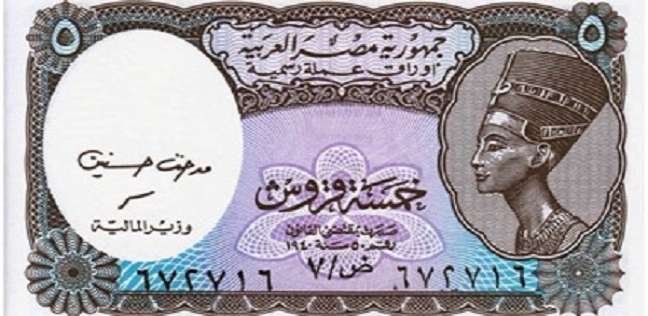 ٥ ٥
جمهورية مصر العربية
أوراق عملة رسمية
خمسة قروش
مدحت حسنين
وزير المالية
صدرت بمقتضى القانون
رقم ٥٠ سنة ١٩٤٠
ض/٧
٦٧٢٧١٦ ٦٧٢٧١٦